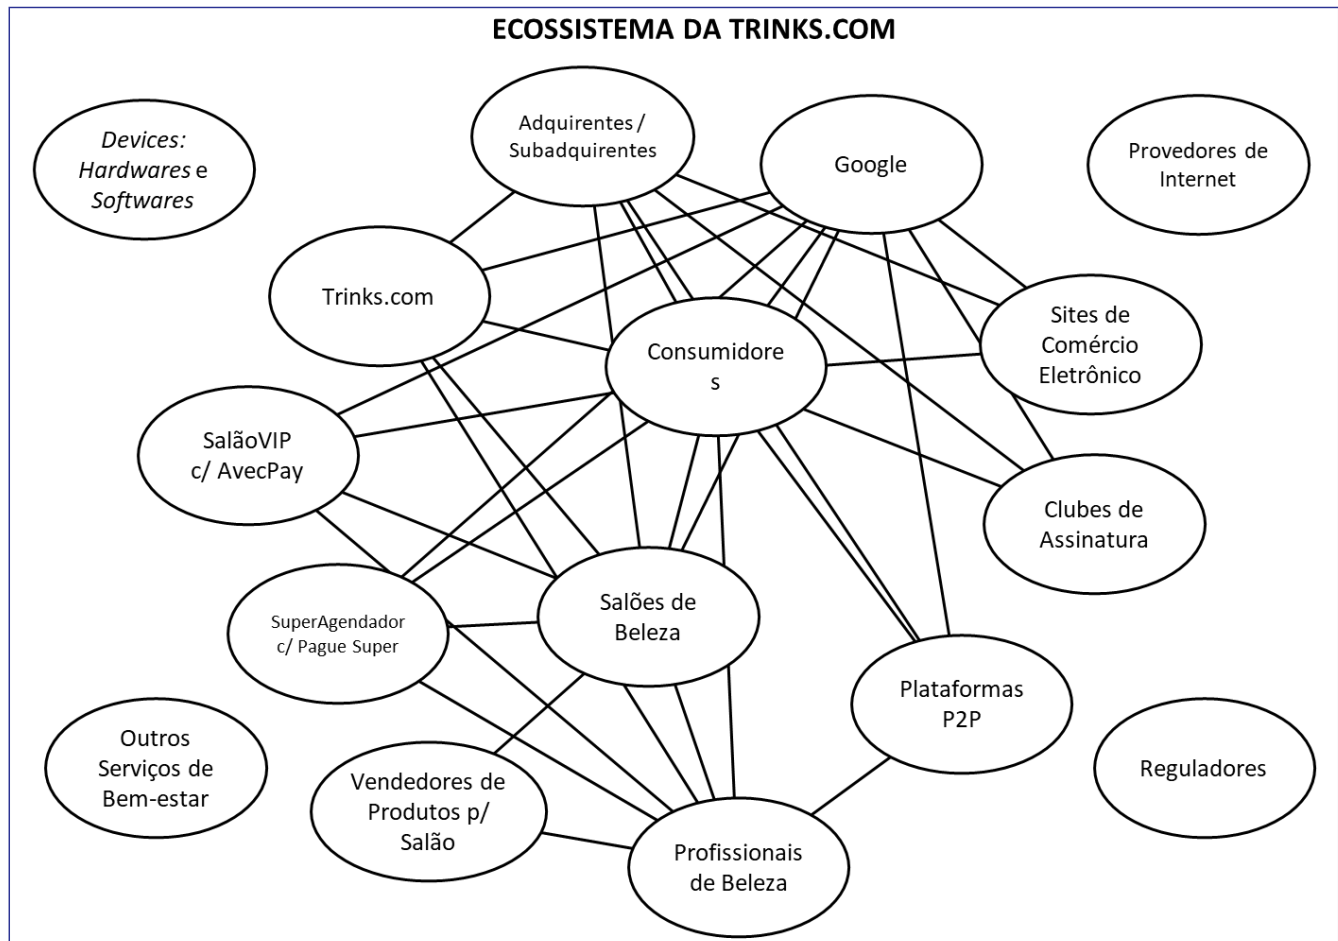 ECOSSISTEMA DA TRINKS.COM
Devices:
Hardwares e
Softwares
Adquirentes /
Subadquirentes
Google
Provedores de
Internet
Trinks.com
Consumidore
s
Sites de
Comércio
Eletrônico
SalãoVIP
c/ AvecPay
Clubes de
Assinatura
SuperAgendador
c/ Pague Super
Salões de
Beleza
Plataformas
P2P
Outros
Serviços de
Bem-estar
Vendedores de
Produtos p/
Salão
Profissionais
de Beleza
Reguladores